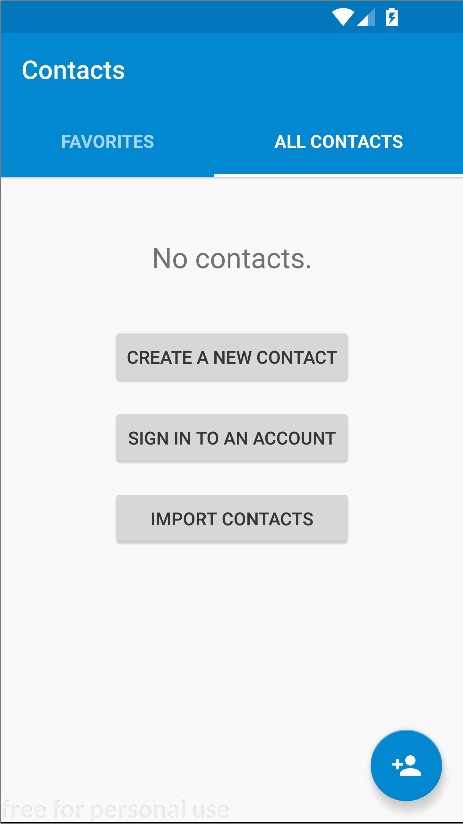 Contacts
FAVORITES
ALL CONTACTS
No contacts.
CREATE A NEW CONTACT
SIGN IN TO AN ACCOUNT
IMPORT CONTACTS
free for personal use